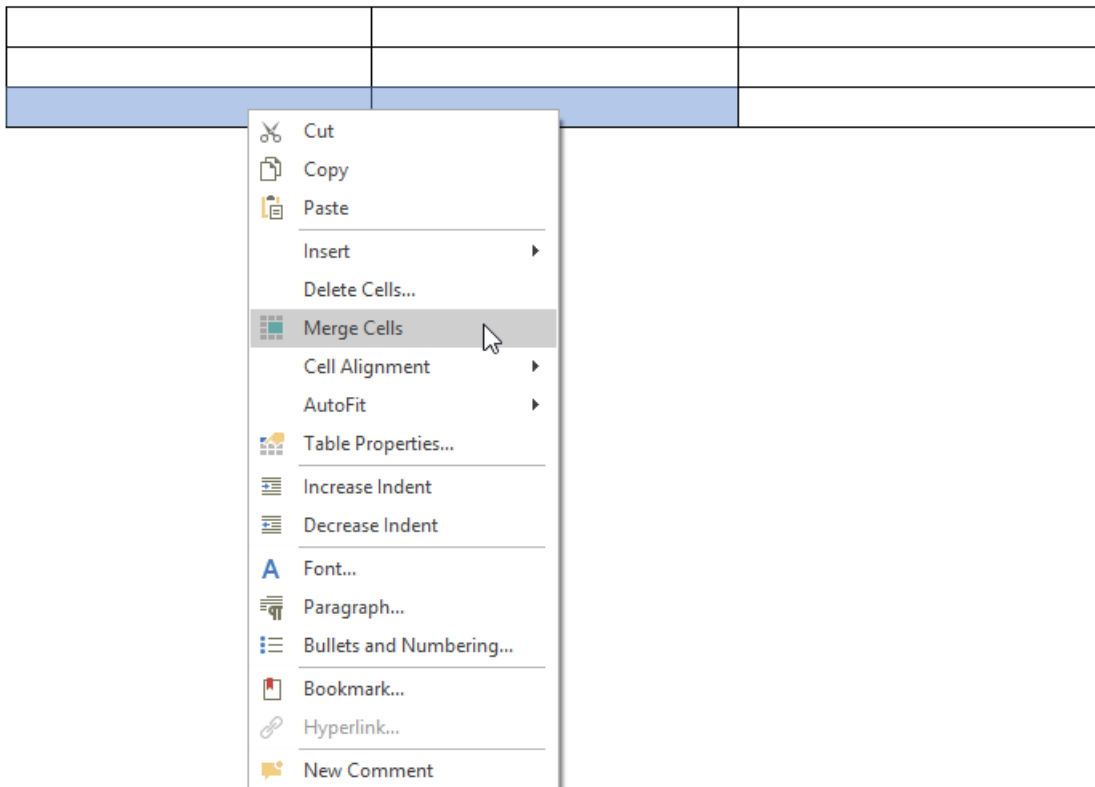 Cut
Copy
Paste
Insert
Delete Cells...
Merge Cells
Cell Alignment
AutoFit
Table Properties...
Increase Indent
Decrease Indent
Font...
Paragraph...
Bullets and Numbering...
Bookmark...
Hyperlink...
New Comment